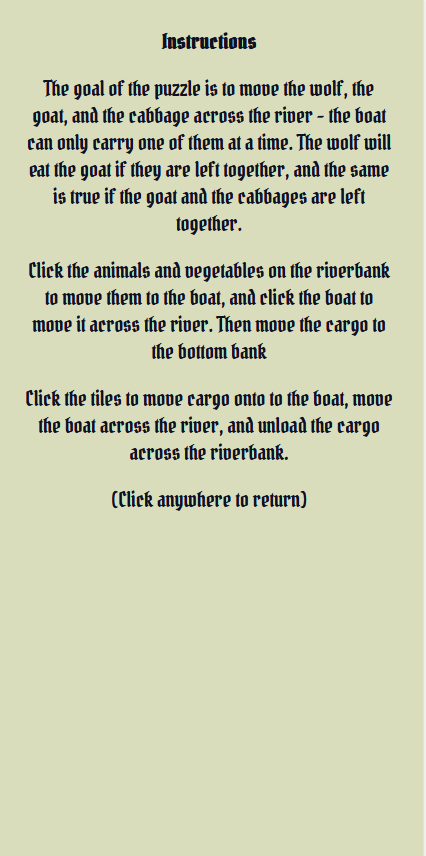 Instructions
The goal of the puzzle is to move the wolf, the
goat, and the cabbage across the river - the boat
can only carry one of them at a time. The wolf will
eat the goat if they are left together, and the same
is true if the goat and the cabbages are left
together.
Click the animals and vegetables on the riverbank
to move them to the boat, and click the boat to
move it across the river. Then move the cargo to
the bottom bank
Click the tiles to move cargo onto to the boat, move
the boat across the river, and unload the cargo
across the riverbank.
(Click anywhere to return)